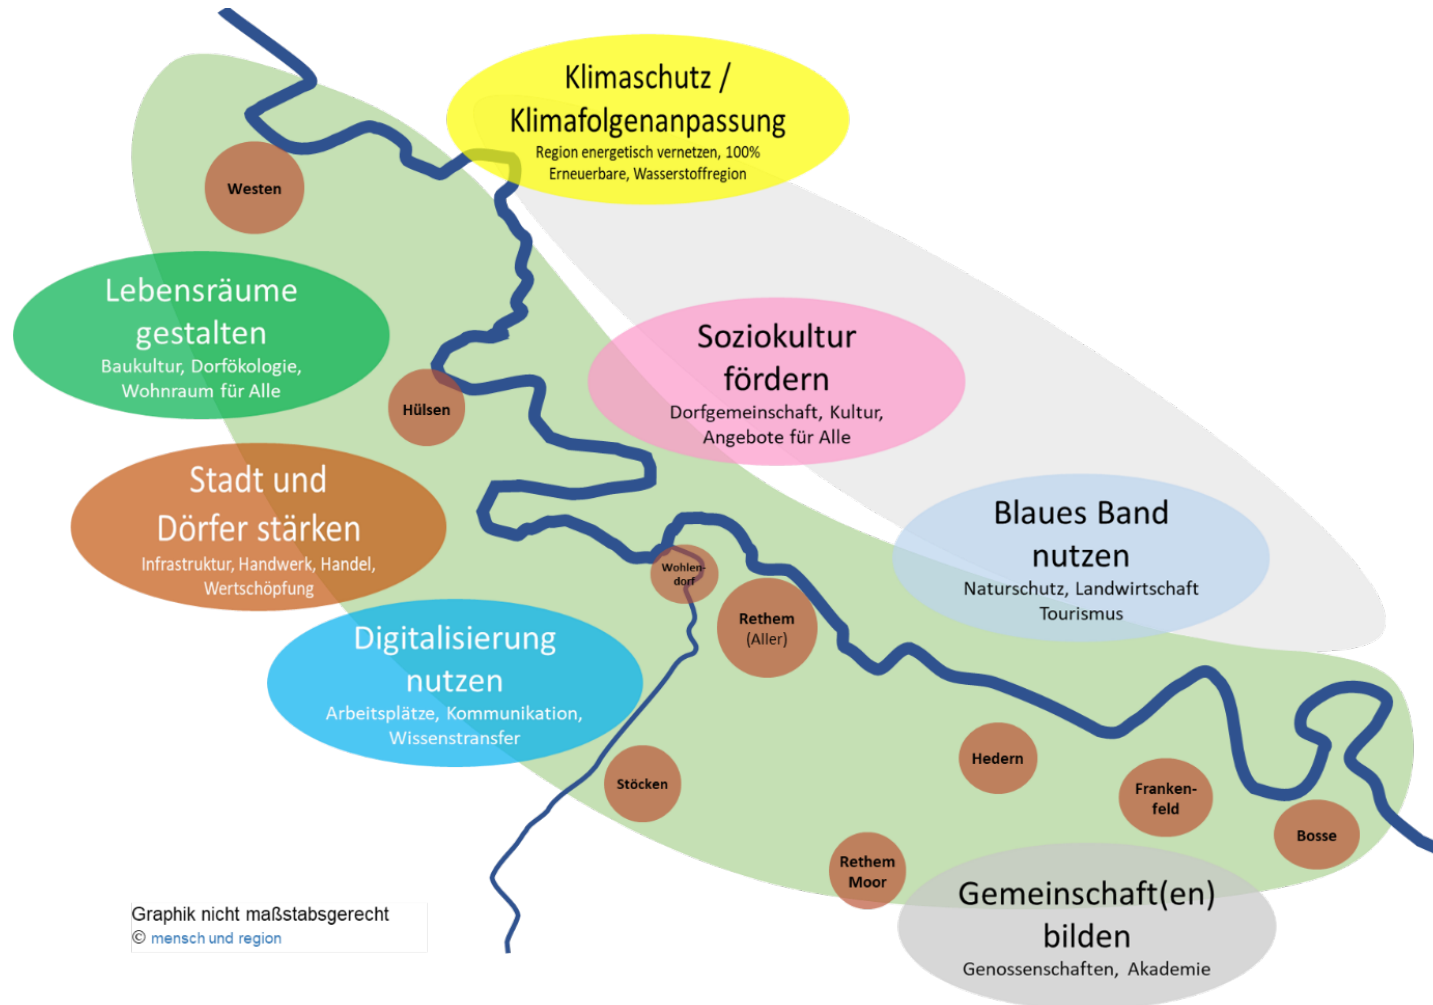 Klimaschutz /
Klimafolgenanpassung
Region energetisch vernetzen, 100%
Erneuerbare, Wasserstoffregion
Westen
Lebensräume
gestalten
Baukultur, Dorfökologie,
Wohnraum für Alle
Soziokultur
fördern
Dorfgemeinschaft, Kultur,
Angebote für Alle
Hülsen
Stadt und
Dörfer stärken
Infrastruktur, Handwerk, Handel,
Wertschöpfung
Blaues Band
nutzen
Naturschutz, Landwirtschaft
Tourismus
Wohlen-
dorf
Rethem
(Aller)
Digitalisierung
nutzen
Arbeitsplätze, Kommunikation,
Wissenstransfer
Stöcken
Hedern
Franken-
feld
Bosse
Rethem
Moor
Gemeinschaft(en)
bilden
Genossenschaften, Akademie
Graphik nicht maßstabsgerecht
© mensch und region